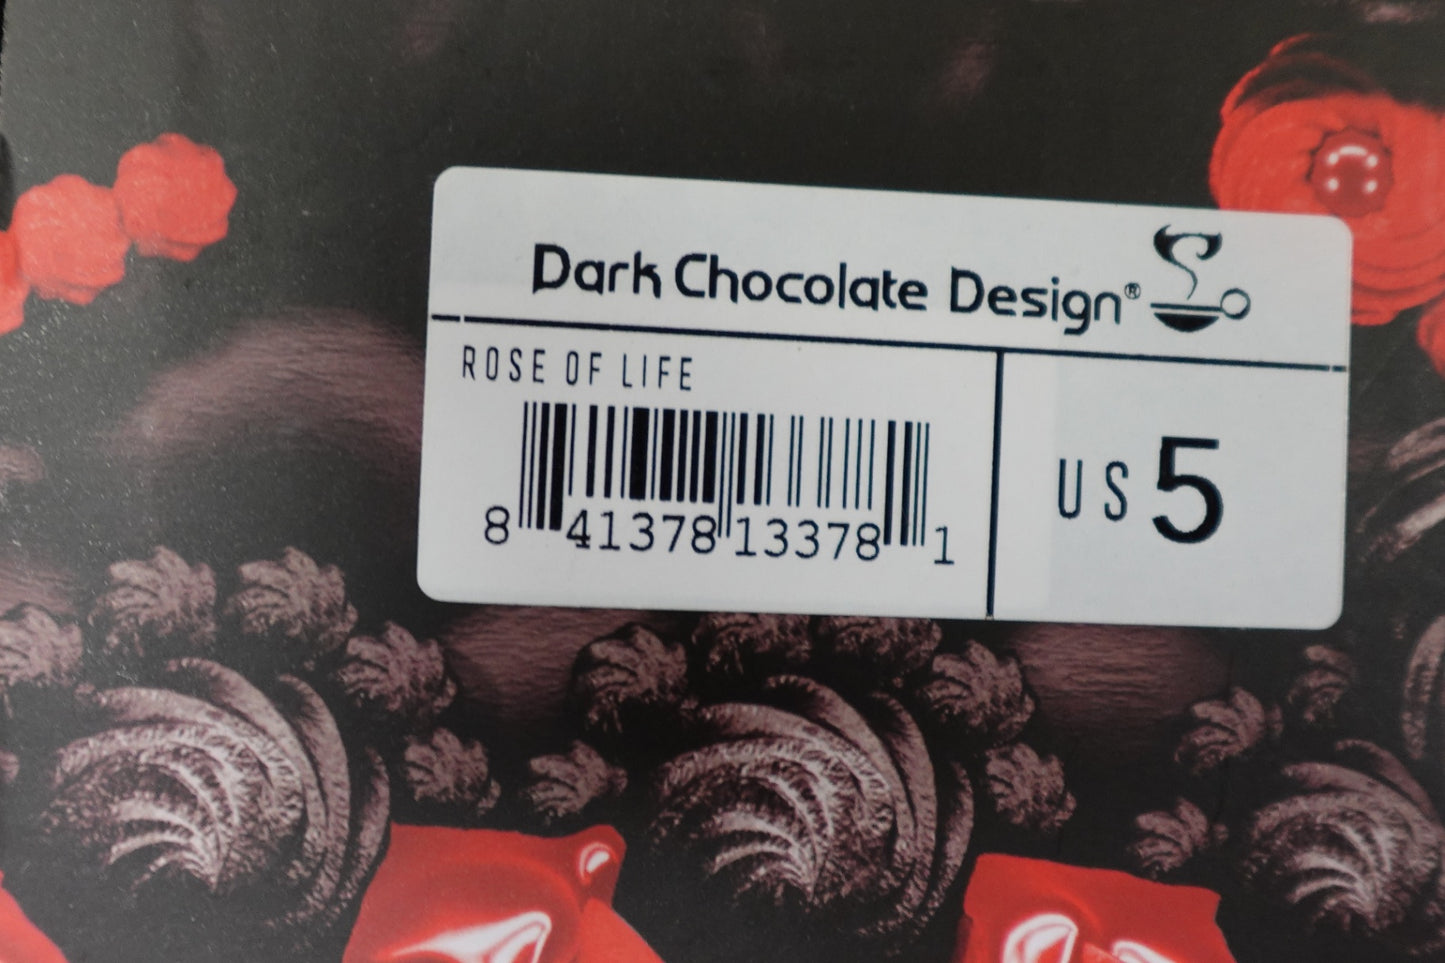 Dark Chocolate Design®
ROSE OF LIFE
8 41378 13378 1
US 5